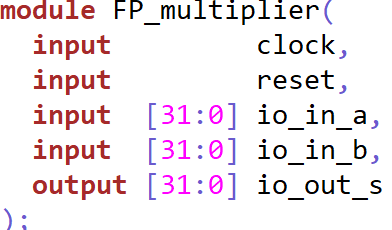 module FP_multiplier(
  input         clock,
  input         reset,
  input  [31:0] io_in_a,
  input  [31:0] io_in_b,
  output [31:0] io_out_s
);